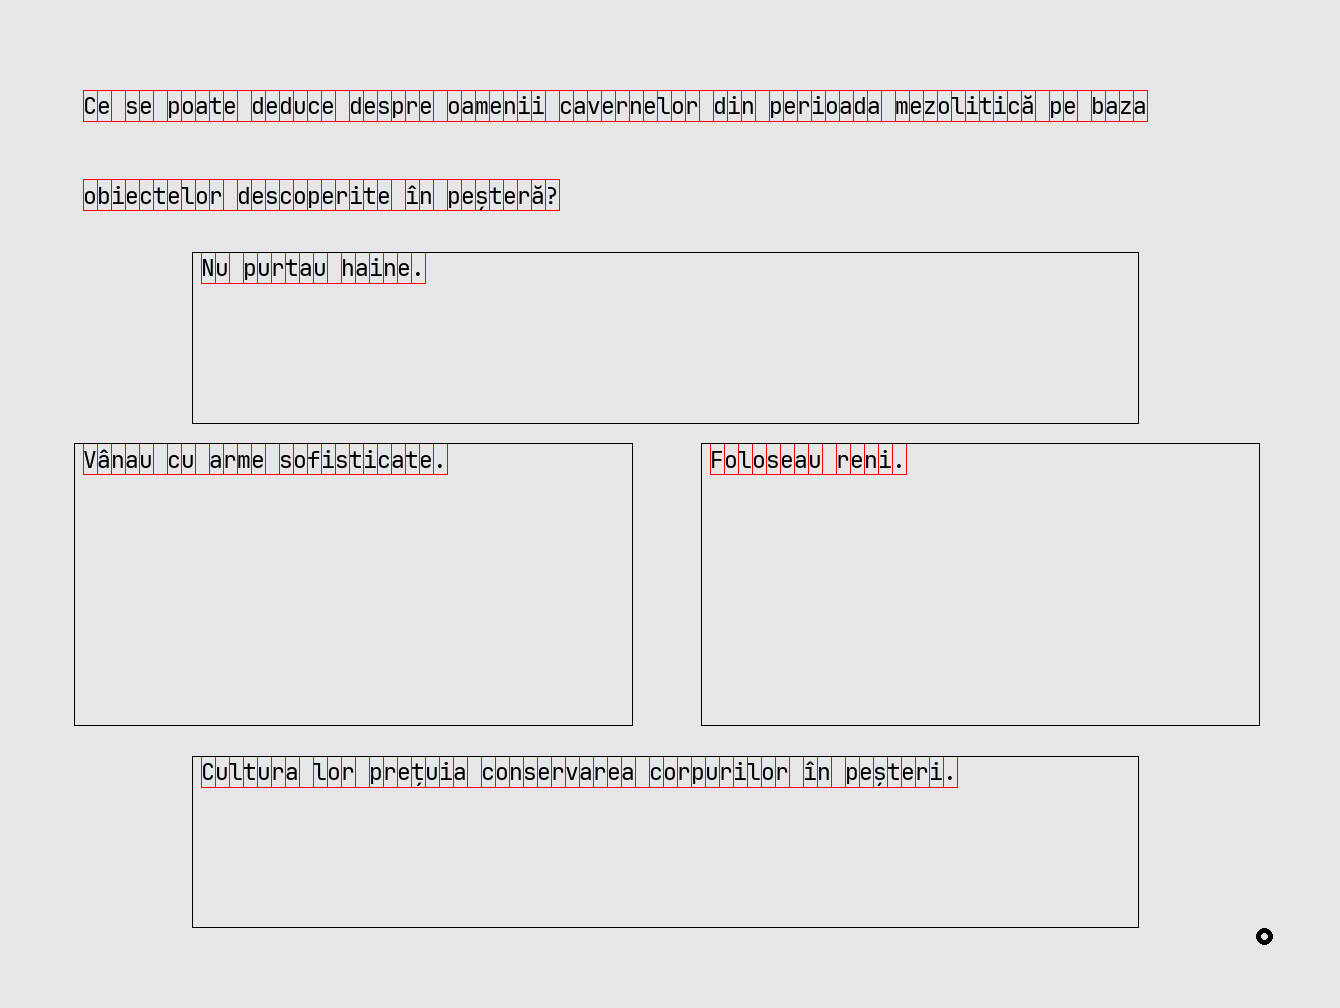 Ce se poate deduce despre oamenii cavernelor din perioada mezolitică pe baza
obiectelor descoperite în peșteră?
Nu purtau haine.
Vânau cu arme sofisticate.
Foloseau reni.
Cultura lor prețuia conservarea corpurilor în peșteri.